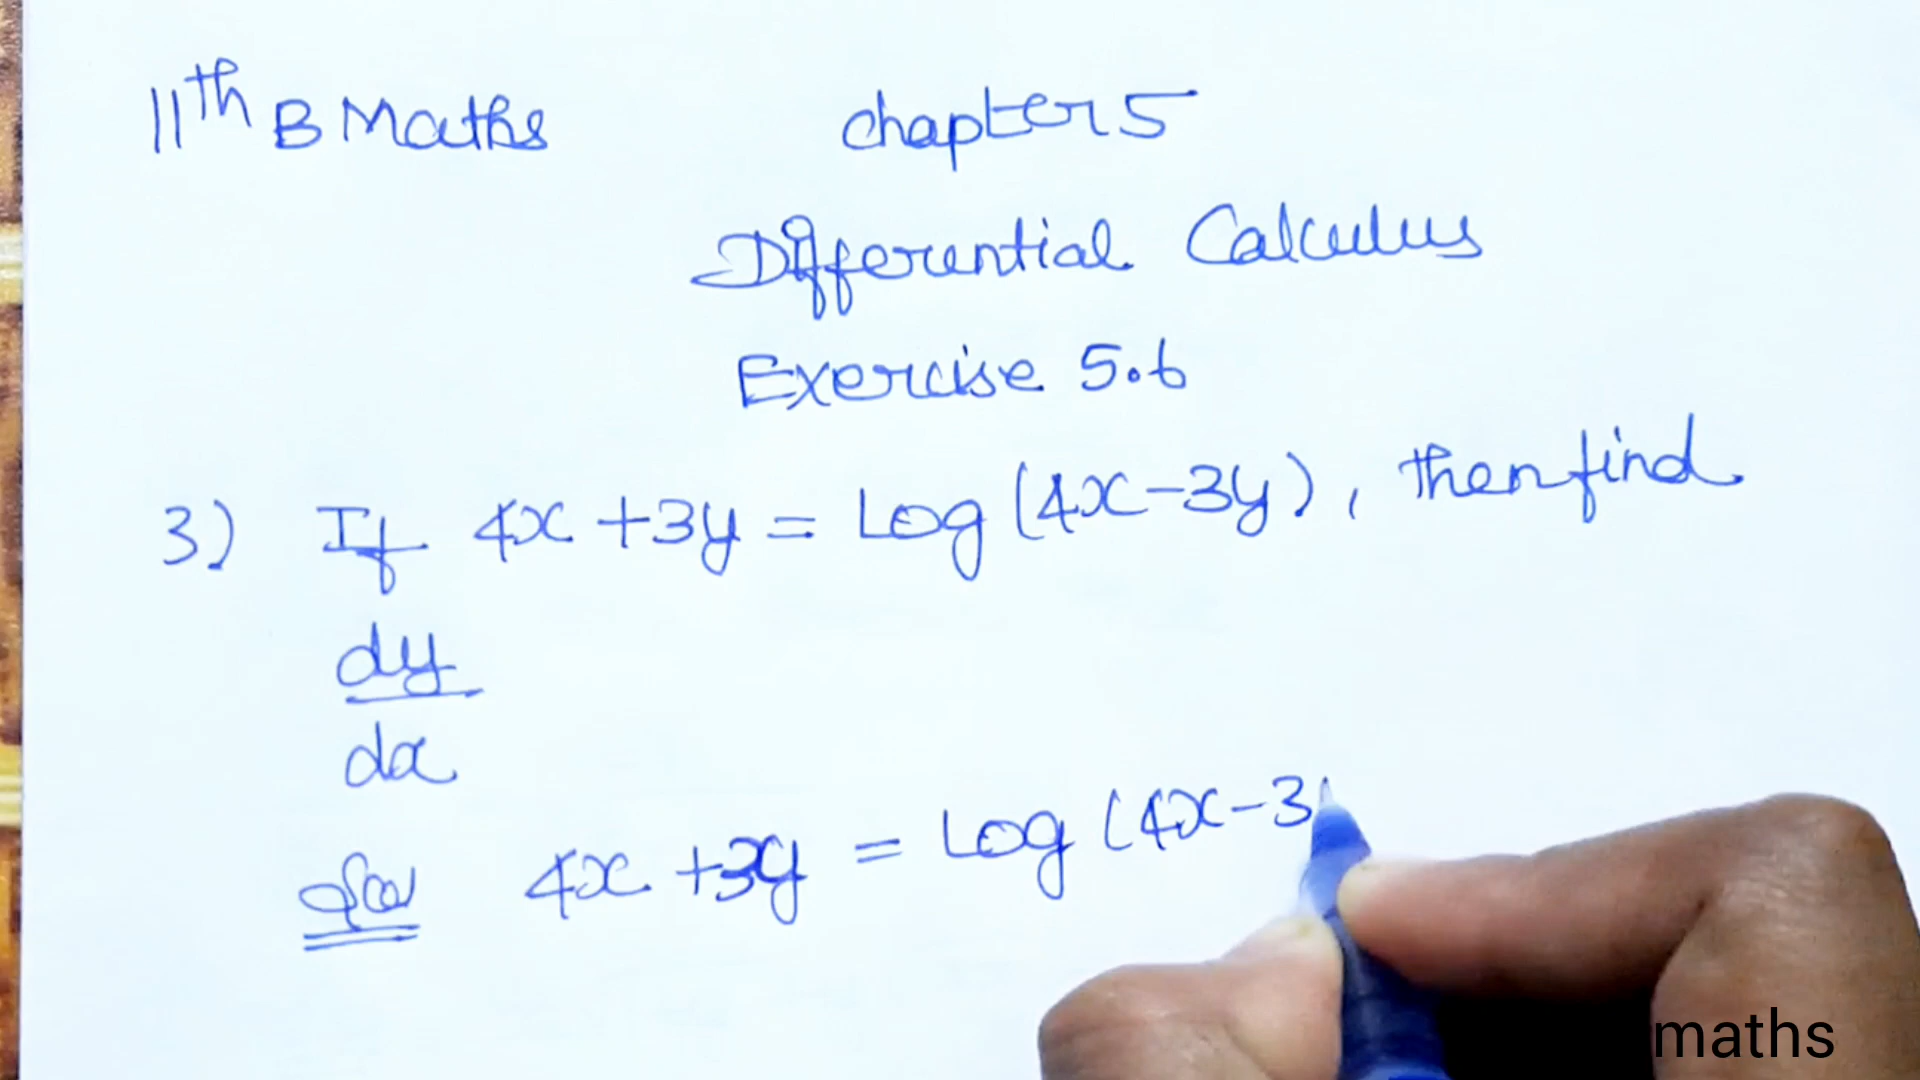 11th B Maths chapter 5
Differential Calculus
Exercise 5.6
3) If 4x + 3y = Log (4x - 3y), then find
dy
dx
Sol 4x + 3y = Log (4x - 3
maths